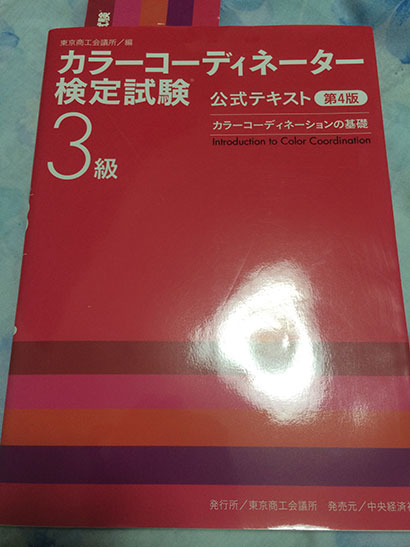 東京商工会議所／編
カラーコーディネーター
検定試験®
公式テキスト 第4版
3級
カラーコーディネーションの基礎
Introduction to Color Coordination
発行所／東京商工会議所 発売元／中央経済